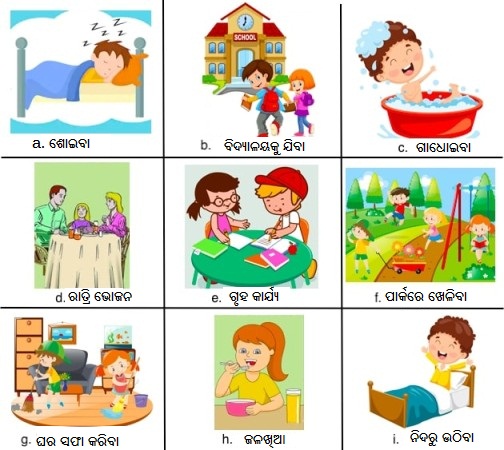 SCHOOL
a. ଶୋଇବା
b. ବିଦ୍ୟାଳୟକୁ ଯିବା
c. ଗାଧୋଇବା
d. ରାତ୍ରି ଭୋଜନ
e. ଗୃହ କାର୍ଯ୍ୟ
f. ପାର୍କରେ ଖେଳିବା
g. ଘର ସଫା କରିବା
h. ଜଳଖିଆ
i. ନିଦରୁ ଉଠିବା